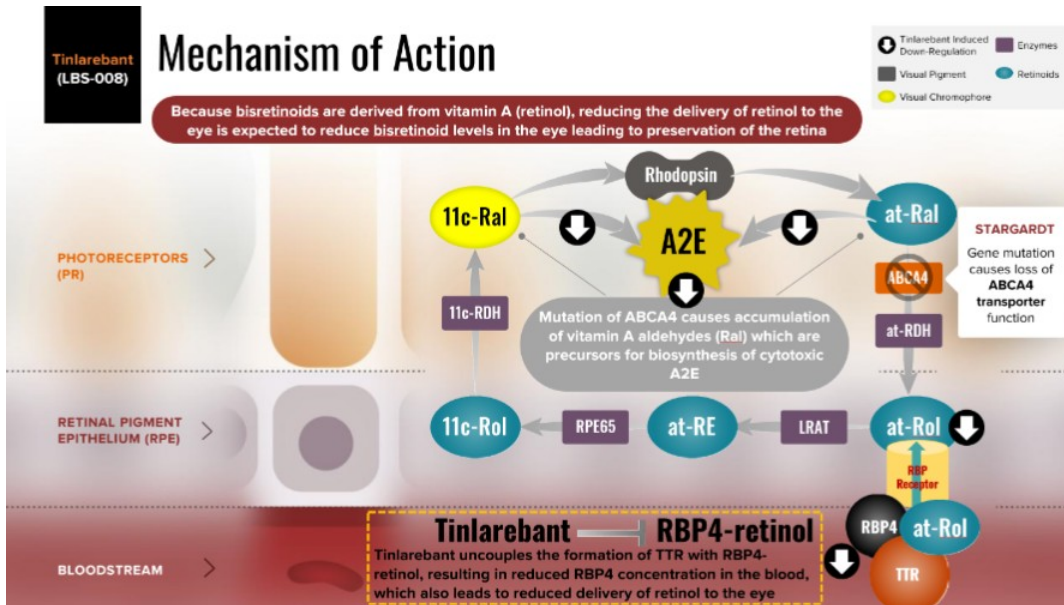 Tinlarebant
(LBS-008)
Mechanism of Action
Tinlarebant Induced
Down-Regulation
Enzymes
Visual Pigment
Retinoids
Visual Chromophore
Because bisretinoids are derived from vitamin A (retinol), reducing the delivery of retinol to the
eye is expected to reduce bisretinoid levels in the eye leading to preservation of the retina
Rhodopsin
11c-Ral
A2E
at-Ral
STARGARDT
Gene mutation
causes loss of
ABCA4
transporter
function
PHOTORECEPTORS
(PR)
ABCA4
11c-RDH
at-RDH
Mutation of ABCA4 causes accumulation
of vitamin A aldehydes (Ral) which are
precursors for biosynthesis of cytotoxic
A2E
RETINAL PIGMENT
EPITHELIUM (RPE)
11c-Rol
RPE65
at-RE
LRAT
at-Rol
RBP
Receptor
RBP4
at-Rol
TTR
BLOODSTREAM
Tinlarebant
RBP4-retinol
Tinlarebant uncouples the formation of TTR with RBP4-
retinol, resulting in reduced RBP4 concentration in the blood,
which also leads to reduced delivery of retinol to the eye